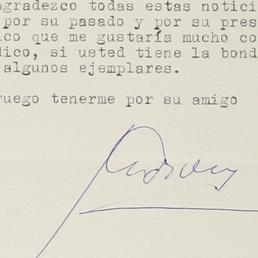 agradezco todas estas notici
por su pasado y por su pres
ico que me gustaría mucho co
dico, si usted tiene la bond
algunos ejemplares.
ruego tenerme por su amigo